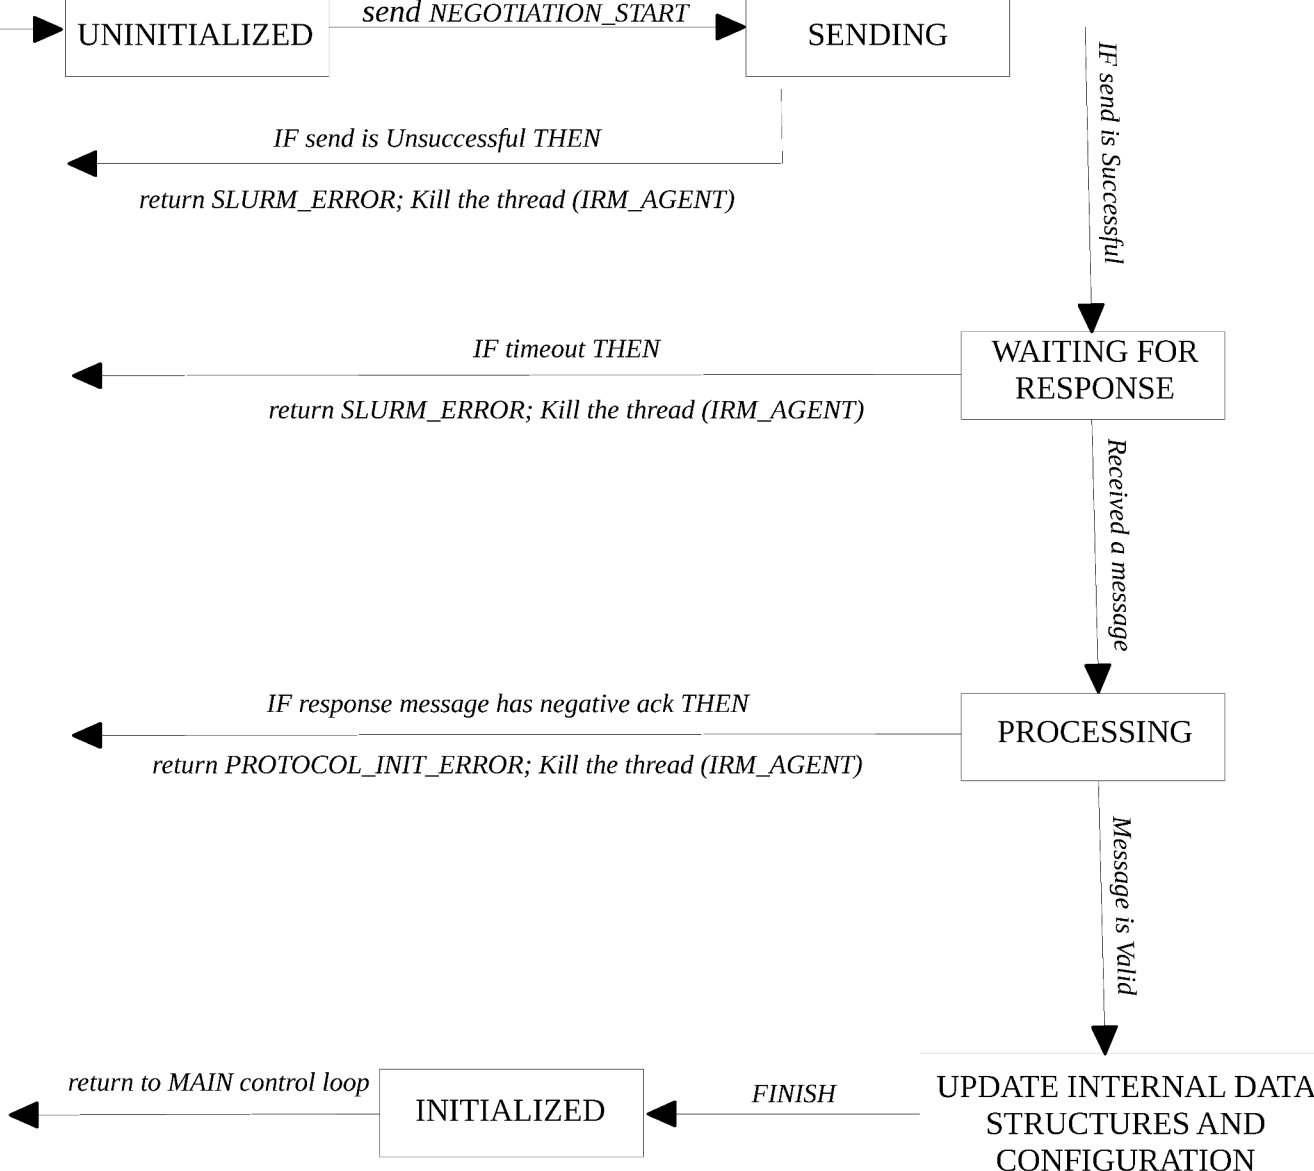 send NEGOTIATION_START
UNINITIALIZED
SENDING
IF send is Successful
IF send is Unsuccessful THEN
return SLURM_ERROR; Kill the thread (IRM_AGENT)
WAITING FOR
RESPONSE
IF timeout THEN
return SLURM_ERROR; Kill the thread (IRM_AGENT)
Received a message
IF response message has negative ack THEN
PROCESSING
return PROTOCOL_INIT_ERROR; Kill the thread (IRM_AGENT)
Message is Valid
return to MAIN control loop
INITIALIZED
FINISH
UPDATE INTERNAL DATA
STRUCTURES AND
CONFIGURATION